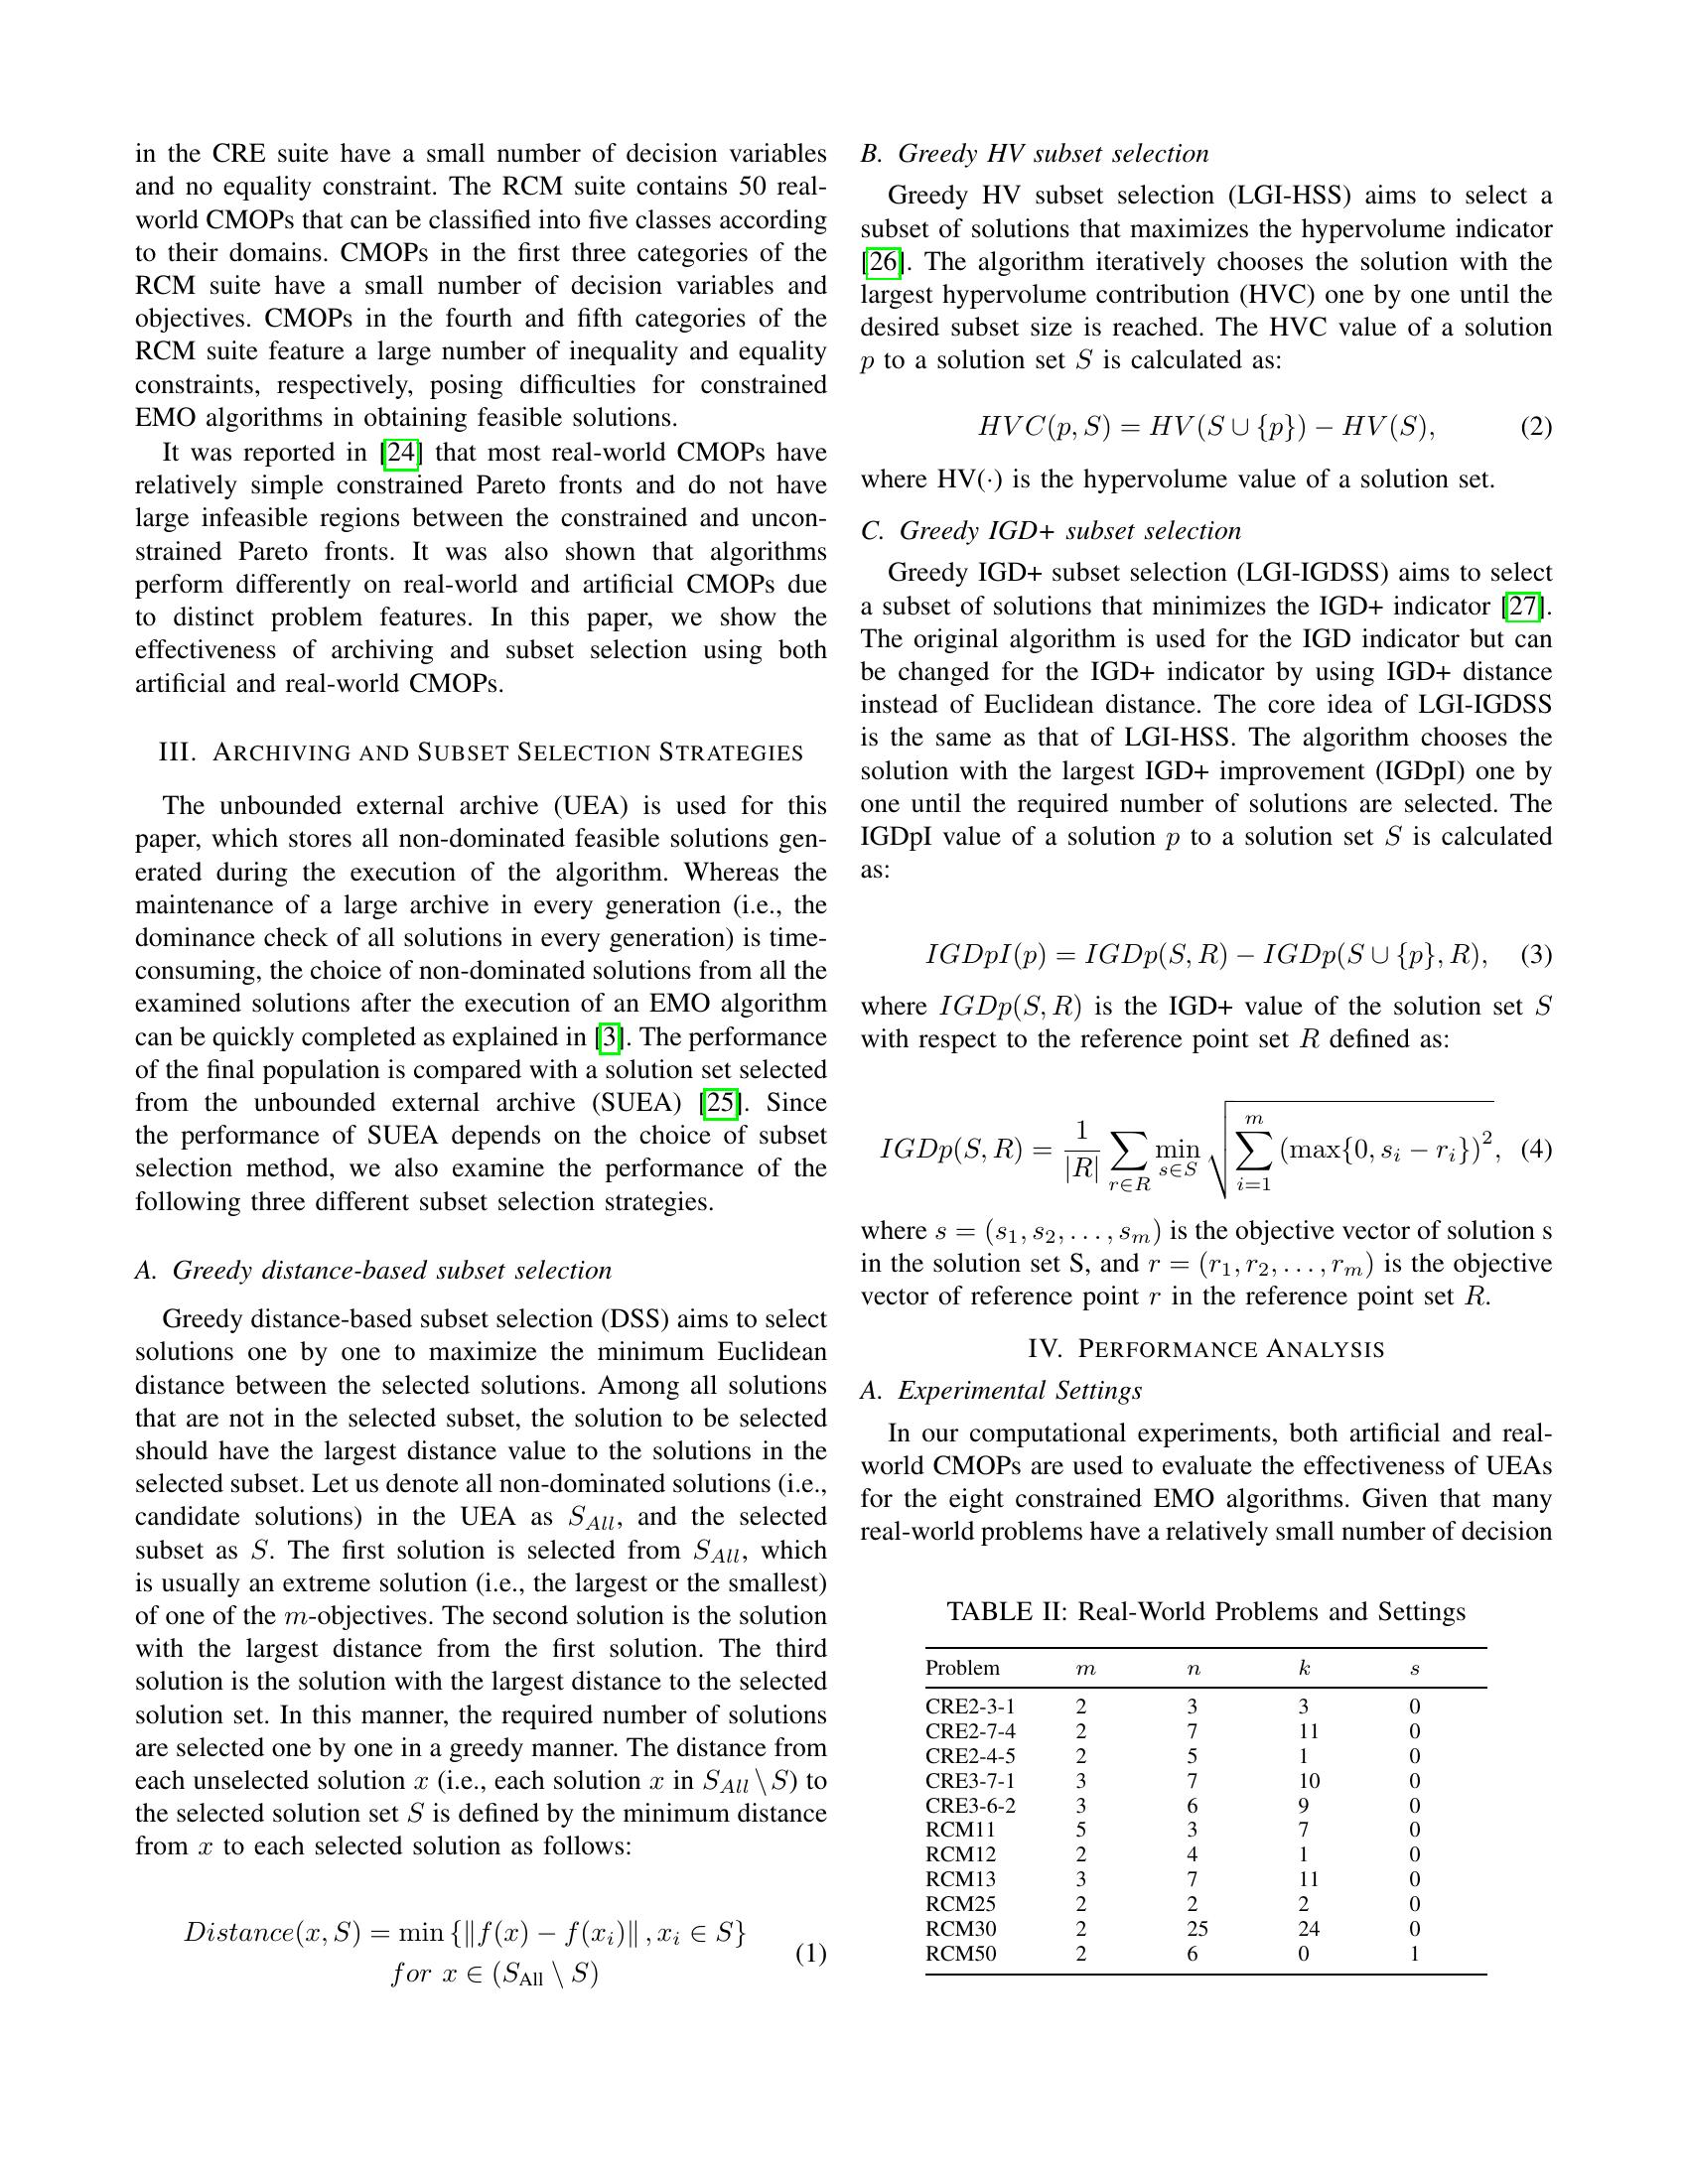 in the CRE suite have a small number of decision variables
and no equality constraint. The RCM suite contains 50 real-
world CMOPs that can be classified into five classes according
to their domains. CMOPs in the first three categories of the
RCM suite have a small number of decision variables and
objectives. CMOPs in the fourth and fifth categories of the
RCM suite feature a large number of inequality and equality
constraints, respectively, posing difficulties for constrained
EMO algorithms in obtaining feasible solutions.
It was reported in [24] that most real-world CMOPs have
relatively simple constrained Pareto fronts and do not have
large infeasible regions between the constrained and uncon-
strained Pareto fronts. It was also shown that algorithms
perform differently on real-world and artificial CMOPs due
to distinct problem features. In this paper, we show the
effectiveness of archiving and subset selection using both
artificial and real-world CMOPs.
III. ARCHIVING AND SUBSET SELECTION STRATEGIES
The unbounded external archive (UEA) is used for this
paper, which stores all non-dominated feasible solutions gen-
erated during the execution of the algorithm. Whereas the
maintenance of a large archive in every generation (i.e., the
dominance check of all solutions in every generation) is time-
consuming, the choice of non-dominated solutions from all the
examined solutions after the execution of an EMO algorithm
can be quickly completed as explained in [3]. The performance
of the final population is compared with a solution set selected
from the unbounded external archive (SUEA) [25]. Since
the performance of SUEA depends on the choice of subset
selection method, we also examine the performance of the
following three different subset selection strategies.
A. Greedy distance-based subset selection
Greedy distance-based subset selection (DSS) aims to select
solutions one by one to maximize the minimum Euclidean
distance between the selected solutions. Among all solutions
that are not in the selected subset, the solution to be selected
should have the largest distance value to the solutions in the
selected subset. Let us denote all non-dominated solutions (i.e.,
candidate solutions) in the UEA as S_All, and the selected
subset as S. The first solution is selected from S_All, which
is usually an extreme solution (i.e., the largest or the smallest)
of one of the m-objectives. The second solution is the solution
with the largest distance from the first solution. The third
solution is the solution with the largest distance to the selected
solution set. In this manner, the required number of solutions
are selected one by one in a greedy manner. The distance from
each unselected solution x (i.e., each solution x in S_All \ S) to
the selected solution set S is defined by the minimum distance
from x to each selected solution as follows:
Distance(x, S) = min {‖f(x) − f(x_i)‖ , x_i ∈ S}
for x ∈ (S_All \ S) (1)
B. Greedy HV subset selection
Greedy HV subset selection (LGI-HSS) aims to select a
subset of solutions that maximizes the hypervolume indicator
[26]. The algorithm iteratively chooses the solution with the
largest hypervolume contribution (HVC) one by one until the
desired subset size is reached. The HVC value of a solution
p to a solution set S is calculated as:
HVC(p, S) = HV(S ∪ {p}) − HV(S), (2)
where HV(·) is the hypervolume value of a solution set.
C. Greedy IGD+ subset selection
Greedy IGD+ subset selection (LGI-IGDSS) aims to select
a subset of solutions that minimizes the IGD+ indicator [27].
The original algorithm is used for the IGD indicator but can
be changed for the IGD+ indicator by using IGD+ distance
instead of Euclidean distance. The core idea of LGI-IGDSS
is the same as that of LGI-HSS. The algorithm chooses the
solution with the largest IGD+ improvement (IGDpI) one by
one until the required number of solutions are selected. The
IGDpI value of a solution p to a solution set S is calculated
as:
IGDpI(p) = IGDp(S, R) − IGDp(S ∪ {p}, R), (3)
where IGDp(S, R) is the IGD+ value of the solution set S
with respect to the reference point set R defined as:
IGDp(S, R) = 1/|R| ∑_{r∈R} min_{s∈S} √(∑_{i=1}^{m} (max{0, s_i − r_i})²), (4)
where s = (s_1, s_2, . . . , s_m) is the objective vector of solution s
in the solution set S, and r = (r_1, r_2, . . . , r_m) is the objective
vector of reference point r in the reference point set R.
IV. PERFORMANCE ANALYSIS
A. Experimental Settings
In our computational experiments, both artificial and real-
world CMOPs are used to evaluate the effectiveness of UEAs
for the eight constrained EMO algorithms. Given that many
real-world problems have a relatively small number of decision
TABLE II: Real-World Problems and Settings
Problem m n k s
CRE2-3-1 2 3 3 0
CRE2-7-4 2 7 11 0
CRE2-4-5 2 5 1 0
CRE3-7-1 3 7 10 0
CRE3-6-2 3 6 9 0
RCM11 5 3 7 0
RCM12 2 4 1 0
RCM13 3 7 11 0
RCM25 2 2 2 0
RCM30 2 25 24 0
RCM50 2 6 0 1